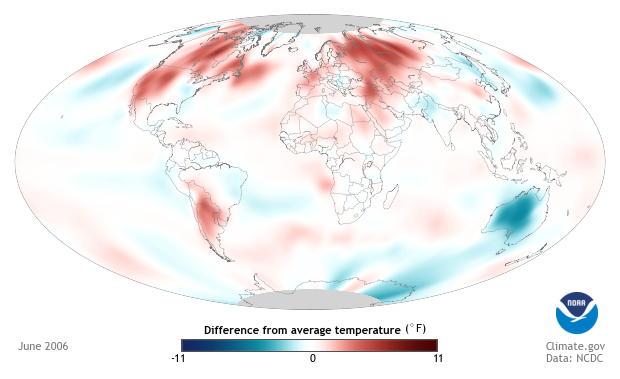 NOAA
Difference from average temperature (°F)
June 2006
-11 0 11
Climate.gov
Data: NCDC